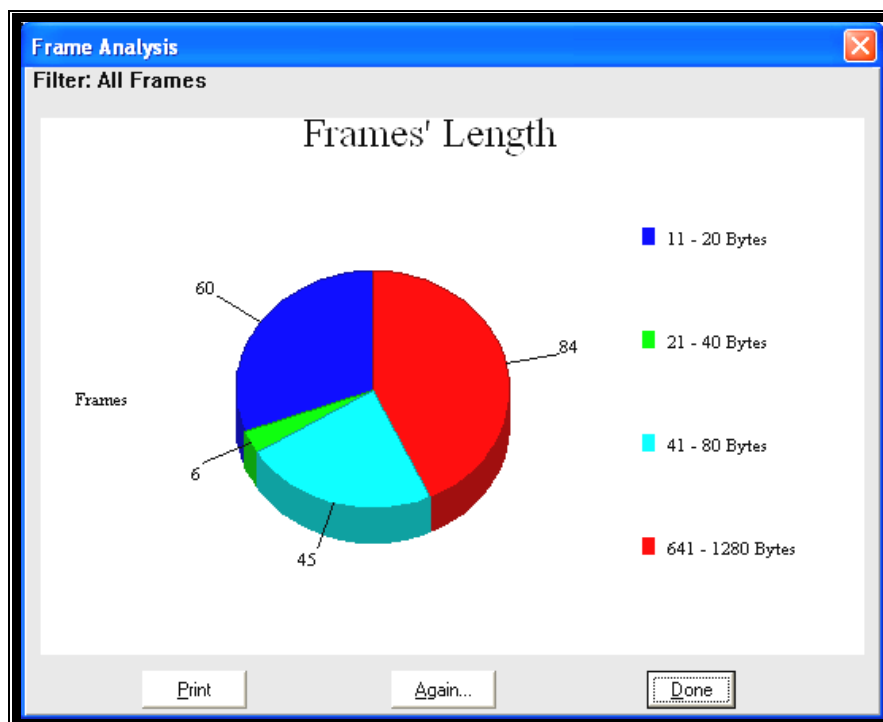 Frame Analysis
Filter: All Frames
Frames' Length
11 - 20 Bytes
60
21 - 40 Bytes
84
Frames
41 - 80 Bytes
6
45
641 - 1280 Bytes
Print
Again...
Done